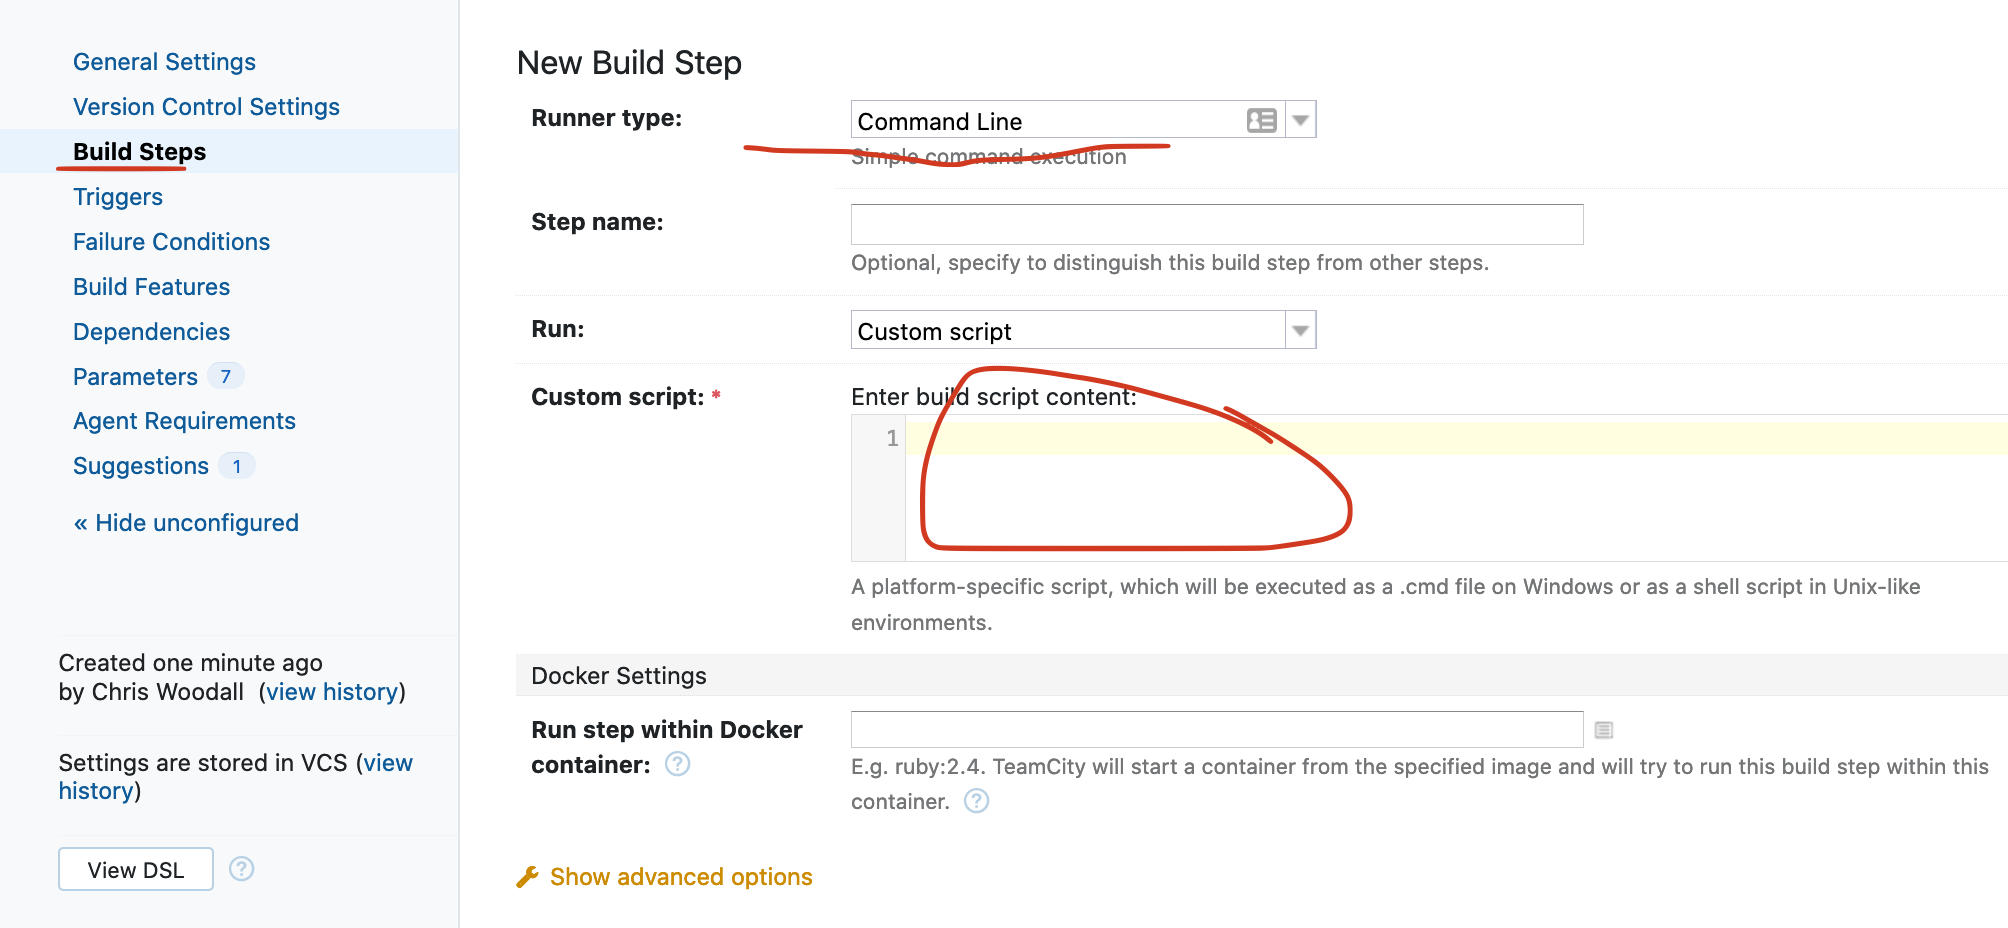 General Settings
Version Control Settings
Build Steps
Triggers
Failure Conditions
Build Features
Dependencies
Parameters 7
Agent Requirements
Suggestions 1
« Hide unconfigured
Created one minute ago
by Chris Woodall (view history)
Settings are stored in VCS (view
history)
View DSL ?
New Build Step
Runner type:
Command Line
Simple command execution
Step name:
Optional, specify to distinguish this build step from other steps.
Run:
Custom script
Custom script: *
Enter build script content:
1
A platform-specific script, which will be executed as a .cmd file on Windows or as a shell script in Unix-like
environments.
Docker Settings
Run step within Docker
container: ?
E.g. ruby:2.4. TeamCity will start a container from the specified image and will try to run this build step within this
container. ?
Show advanced options